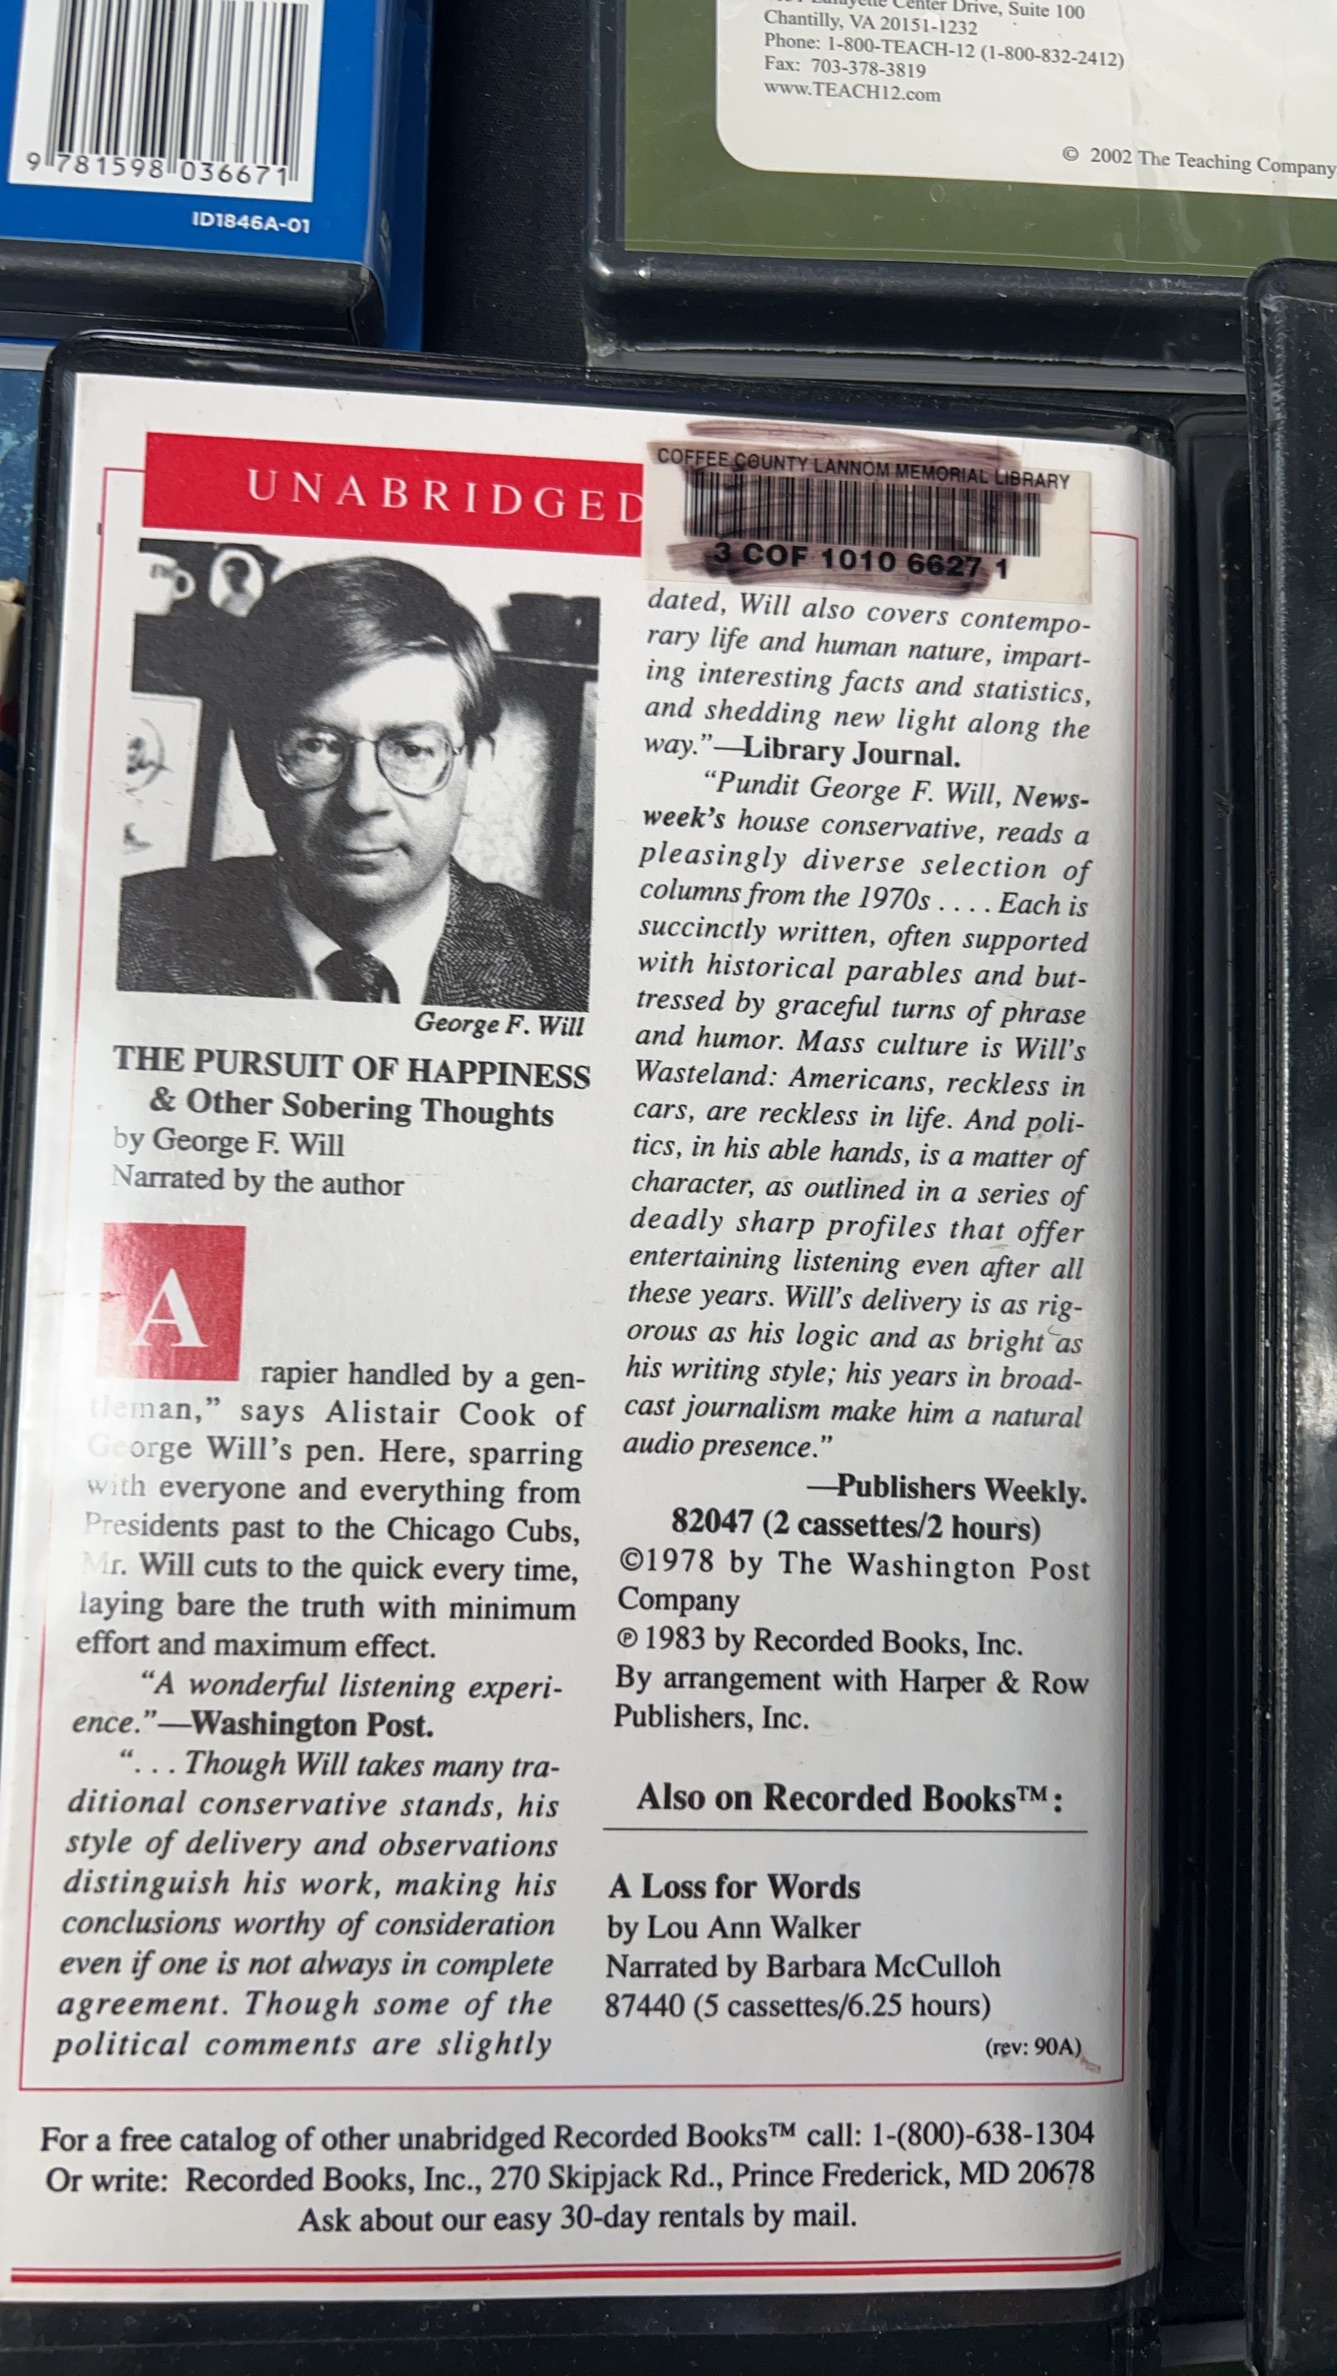 9 781598 036671
ID1846A-01
Center Drive, Suite 100
Chantilly, VA 20151-1232
Phone: 1-800-TEACH-12 (1-800-832-2412)
Fax: 703-378-3819
www.TEACH12.com
© 2002 The Teaching Company
UNABRIDGED
COFFEE COUNTY LANNOM MEMORIAL LIBRARY
3 COF 1010 6627 1
George F. Will
THE PURSUIT OF HAPPINESS
& Other Sobering Thoughts
by George F. Will
Narrated by the author
A
rapier handled by a gen-
tleman,” says Alistair Cook of
George Will’s pen. Here, sparring
with everyone and everything from
Presidents past to the Chicago Cubs,
Mr. Will cuts to the quick every time,
laying bare the truth with minimum
effort and maximum effect.
“A wonderful listening experi-
ence.”—Washington Post.
“. . . Though Will takes many tra-
ditional conservative stands, his
style of delivery and observations
distinguish his work, making his
conclusions worthy of consideration
even if one is not always in complete
agreement. Though some of the
political comments are slightly
dated, Will also covers contempo-
rary life and human nature, impart-
ing interesting facts and statistics,
and shedding new light along the
way.”—Library Journal.
“Pundit George F. Will, News-
week’s house conservative, reads a
pleasingly diverse selection of
columns from the 1970s . . . . Each is
succinctly written, often supported
with historical parables and but-
tressed by graceful turns of phrase
and humor. Mass culture is Will’s
Wasteland: Americans, reckless in
cars, are reckless in life. And poli-
tics, in his able hands, is a matter of
character, as outlined in a series of
deadly sharp profiles that offer
entertaining listening even after all
these years. Will’s delivery is as rig-
orous as his logic and as bright as
his writing style; his years in broad-
cast journalism make him a natural
audio presence.”
—Publishers Weekly.
82047 (2 cassettes/2 hours)
©1978 by The Washington Post
Company
℗ 1983 by Recorded Books, Inc.
By arrangement with Harper & Row
Publishers, Inc.
Also on Recorded Books™:
A Loss for Words
by Lou Ann Walker
Narrated by Barbara McCulloh
87440 (5 cassettes/6.25 hours)
(rev: 90A)
For a free catalog of other unabridged Recorded Books™ call: 1-(800)-638-1304
Or write: Recorded Books, Inc., 270 Skipjack Rd., Prince Frederick, MD 20678
Ask about our easy 30-day rentals by mail.